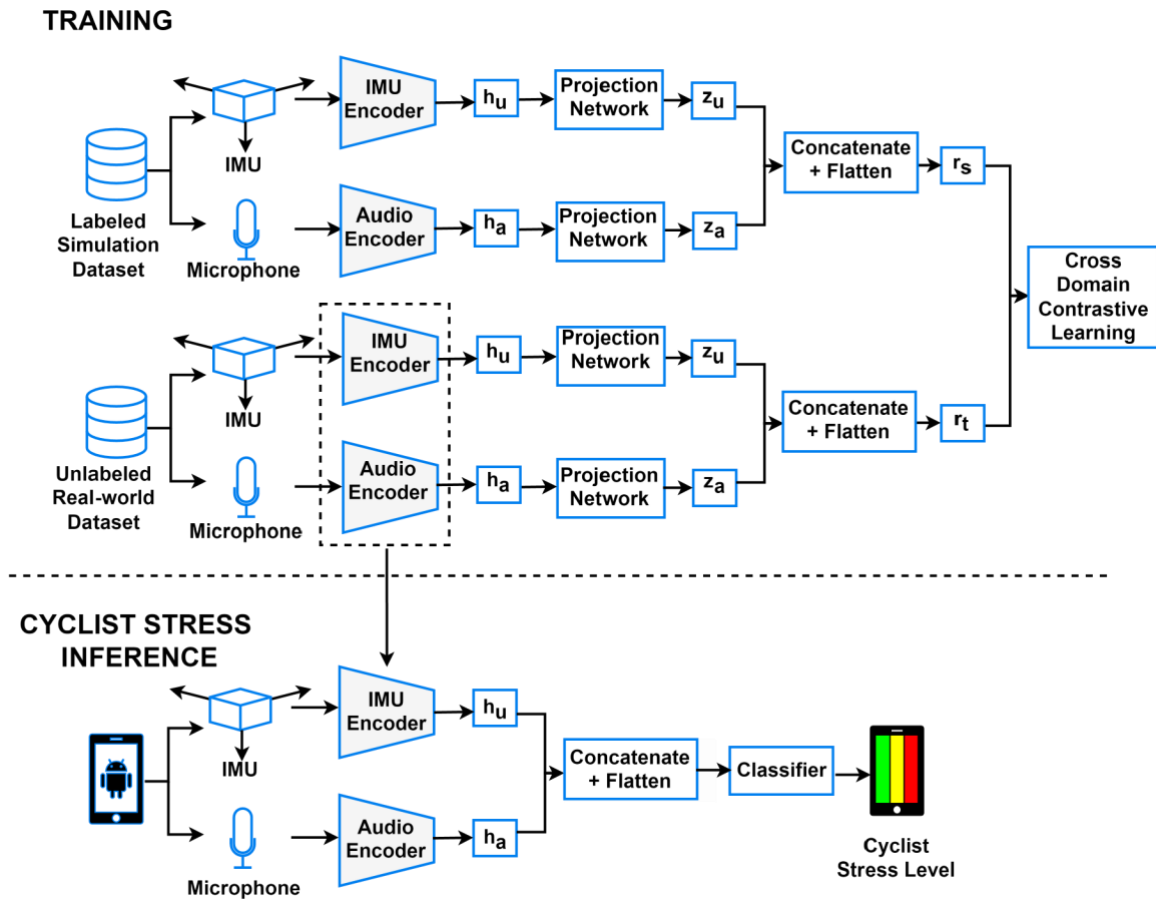 TRAINING
IMU
Encoder
h_u
Projection
Network
z_u
IMU
Concatenate
+ Flatten
r_s
Labeled
Simulation
Dataset
Microphone
Audio
Encoder
h_a
Projection
Network
z_a
Cross
Domain
Contrastive
Learning
IMU
Encoder
h_u
Projection
Network
z_u
IMU
Concatenate
+ Flatten
r_t
Unlabeled
Real-world
Dataset
Microphone
Audio
Encoder
h_a
Projection
Network
z_a
CYCLIST STRESS
INFERENCE
IMU
Encoder
h_u
IMU
Concatenate
+ Flatten
Classifier
Microphone
Audio
Encoder
h_a
Cyclist
Stress Level